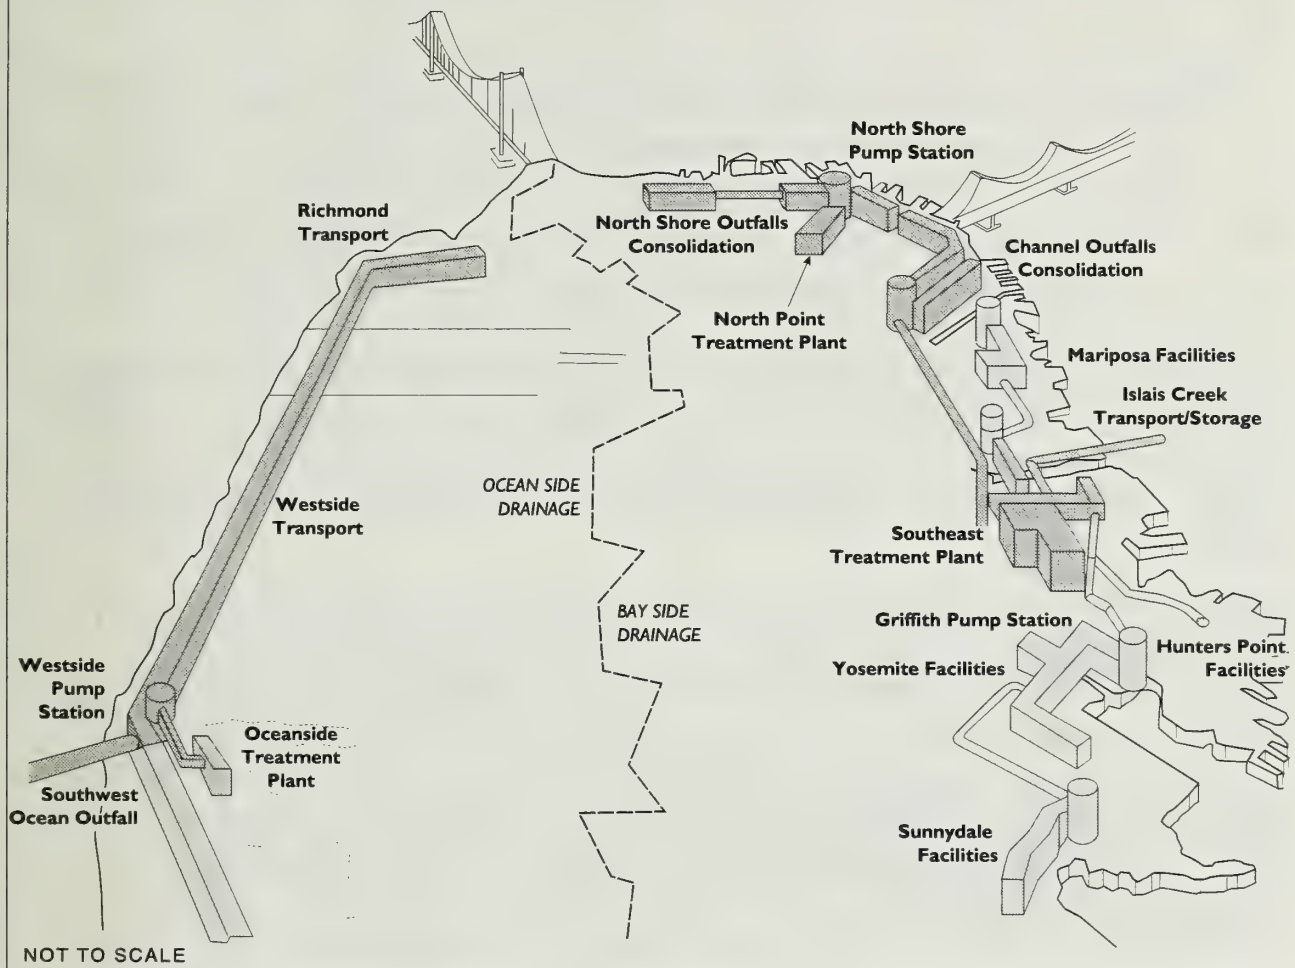 North Shore
Pump Station
Richmond
Transport
North Shore Outfalls
Consolidation
Channel Outfalls
Consolidation
North Point
Treatment Plant
Mariposa Facilities
Islais Creek
Transport/Storage
OCEAN SIDE
DRAINAGE
Westside
Transport
Southeast
Treatment Plant
BAY SIDE
DRAINAGE
Griffith Pump Station
Hunters Point
Facilities
Yosemite Facilities
Westside
Pump
Station
Oceanside
Treatment
Plant
Southwest
Ocean Outfall
Sunnydale
Facilities
NOT TO SCALE